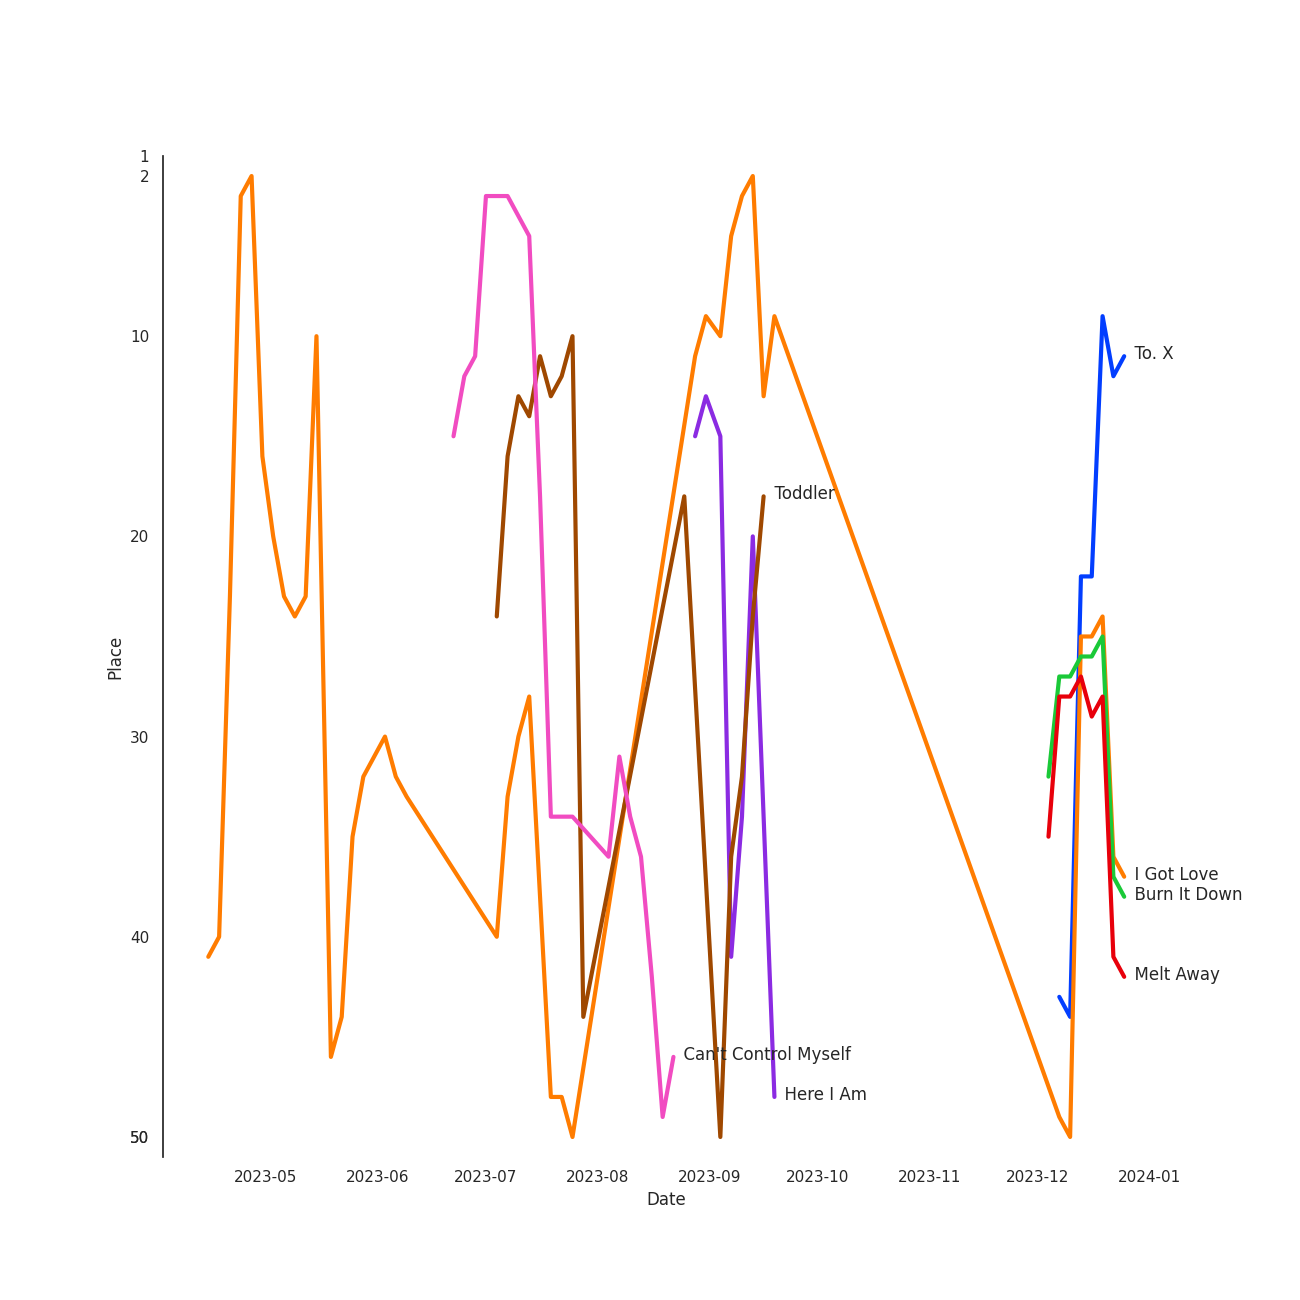 1
2
10
To. X
Toddler
20
Place
30
I Got Love
Burn It Down
40
Melt Away
Can't Control Myself
Here I Am
50
2023-05 2023-06 2023-07 2023-08 2023-09 2023-10 2023-11 2023-12 2024-01
Date